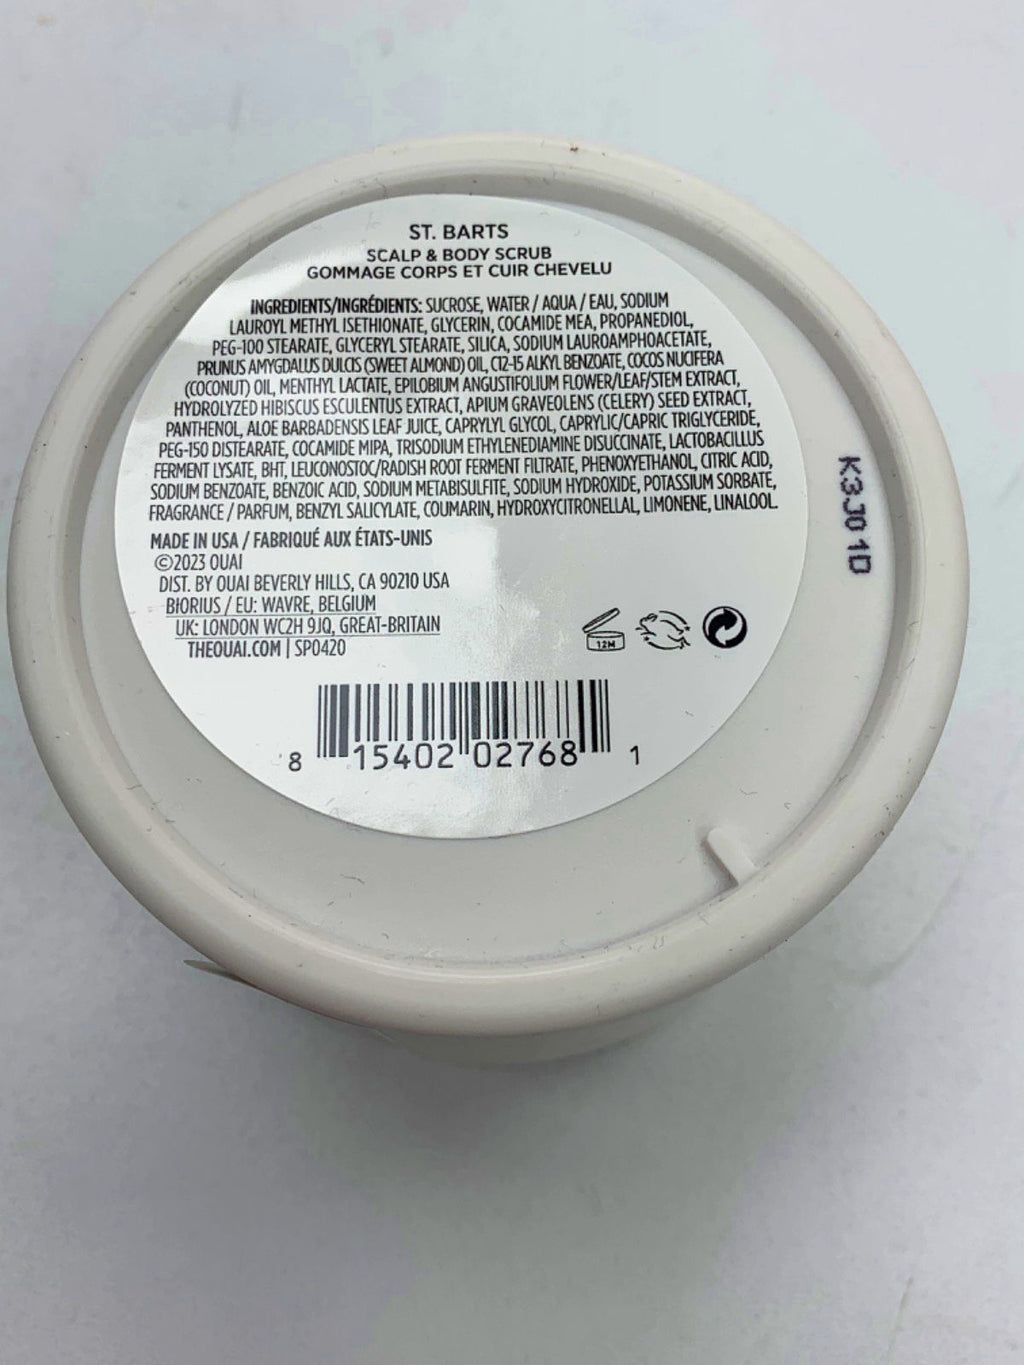 ST. BARTS
SCALP & BODY SCRUB
GOMMAGE CORPS ET CUIR CHEVELU
INGREDIENTS/INGRÉDIENTS: SUCROSE, WATER / AQUA / EAU, SODIUM
LAUROYL METHYL ISETHIONATE, GLYCERIN, COCAMIDE MEA, PROPANEDIOL,
PEG-100 STEARATE, GLYCERYL STEARATE, SILICA, SODIUM LAUROAMPHOACETATE,
PRUNUS AMYGDALUS DULCIS (SWEET ALMOND) OIL, C12-15 ALKYL BENZOATE, COCOS NUCIFERA
(COCONUT) OIL, MENTHYL LACTATE, EPILOBIUM ANGUSTIFOLIUM FLOWER/LEAF/STEM EXTRACT,
HYDROLYZED HIBISCUS ESCULENTUS EXTRACT, APIUM GRAVEOLENS (CELERY) SEED EXTRACT,
PANTHENOL, ALOE BARBADENSIS LEAF JUICE, CAPRYLYL GLYCOL, CAPRYLIC/CAPRIC TRIGLYCERIDE,
PEG-150 DISTEARATE, COCAMIDE MIPA, TRISODIUM ETHYLENEDIAMINE DISUCCINATE, LACTOBACILLUS
FERMENT LYSATE, BHT, LEUCONOSTOC/RADISH ROOT FERMENT FILTRATE, PHENOXYETHANOL, CITRIC ACID,
SODIUM BENZOATE, BENZOIC ACID, SODIUM METABISULFITE, SODIUM HYDROXIDE, POTASSIUM SORBATE,
FRAGRANCE / PARFUM, BENZYL SALICYLATE, COUMARIN, HYDROXYCITRONELLAL, LIMONENE, LINALOOL.
MADE IN USA / FABRIQUÉ AUX ÉTATS-UNIS
©2023 OUAI
DIST. BY OUAI BEVERLY HILLS, CA 90210 USA
BIORIUS / EU: WAVRE, BELGIUM
UK: LONDON WC2H 9JQ, GREAT-BRITAIN
THEOUAI.COM | SP0420
12M
8 15402 02768 1
K3J01D